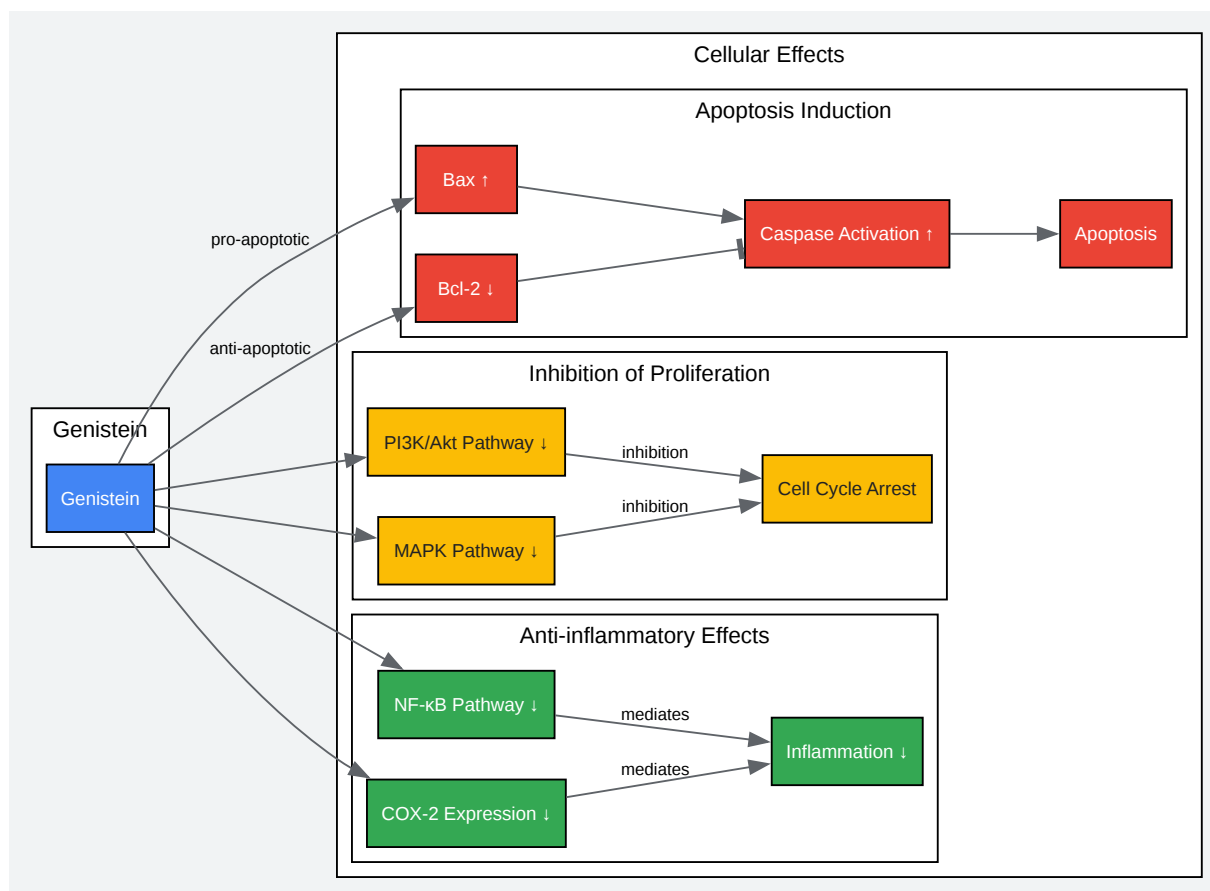 Cellular Effects
Apoptosis Induction
Bax ↑
pro-apoptotic
Caspase Activation ↑
Apoptosis
Bcl-2 ↓
anti-apoptotic
Inhibition of Proliferation
Genistein
Genistein
PI3K/Akt Pathway ↓
inhibition
Cell Cycle Arrest
inhibition
MAPK Pathway ↓
Anti-inflammatory Effects
NF-κB Pathway ↓
mediates
Inflammation ↓
mediates
COX-2 Expression ↓